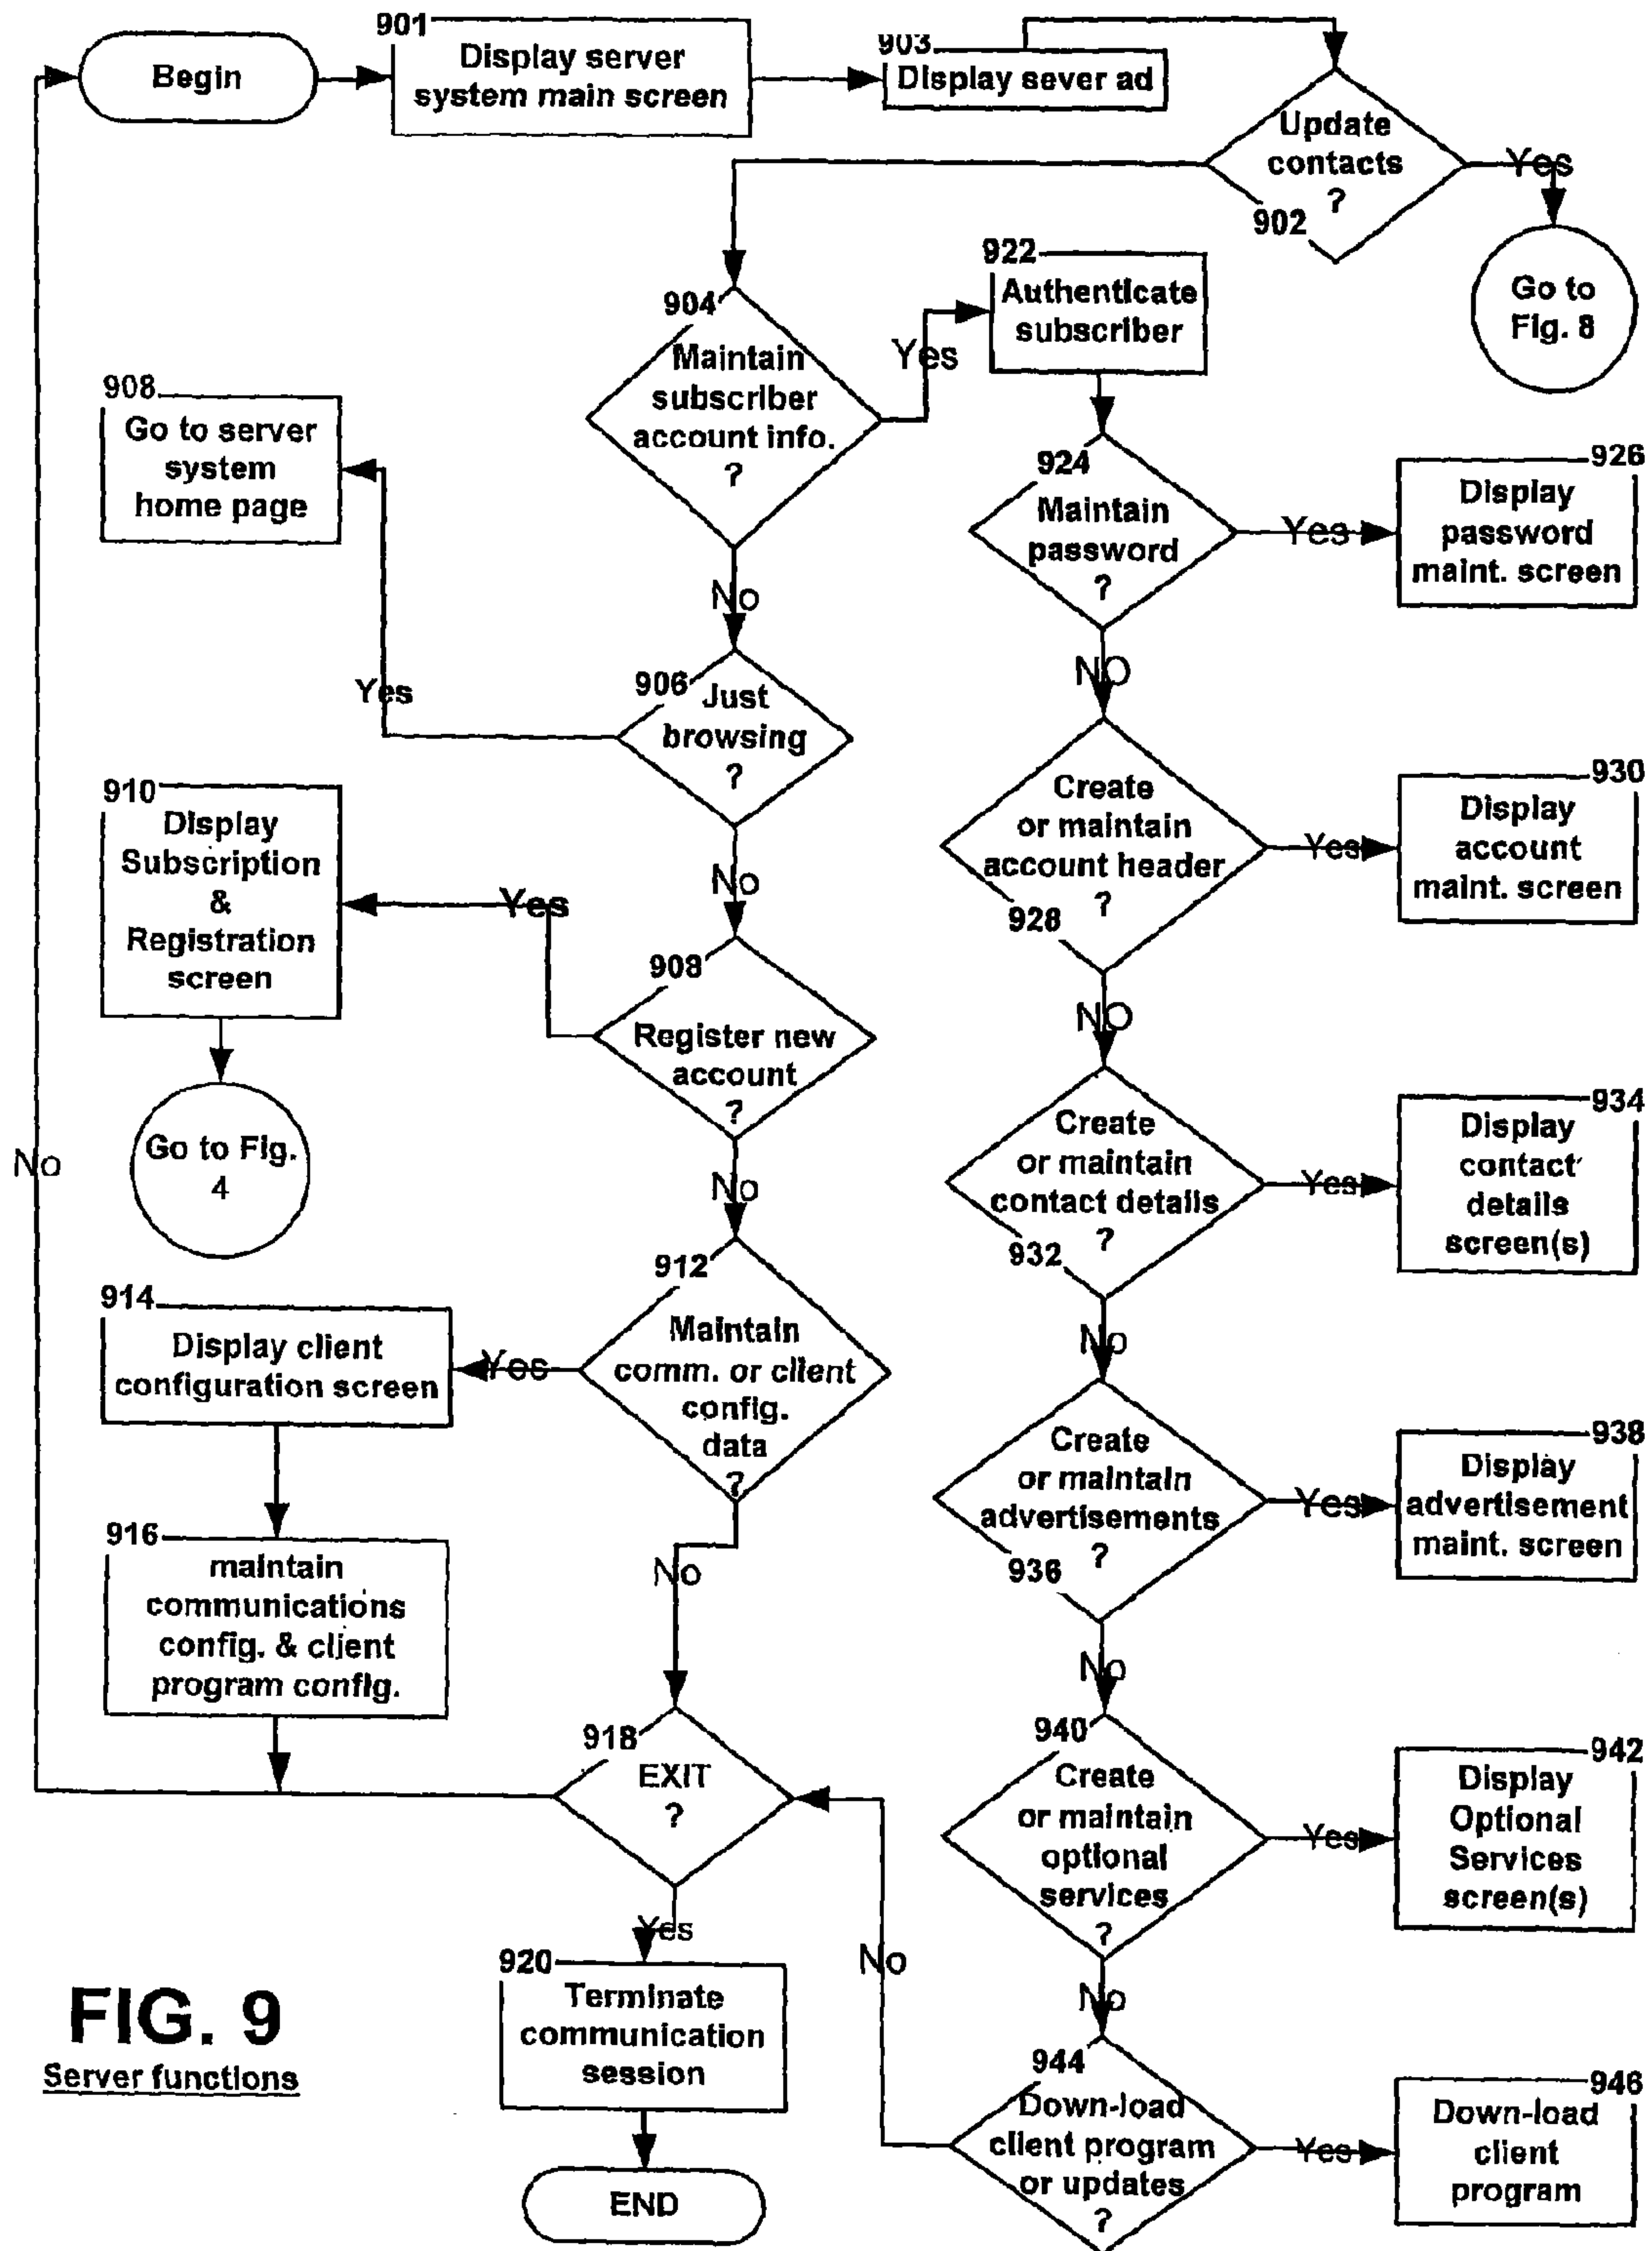 901
903
Begin
Display server
system main screen
Display sever ad
Update
contacts
?
902
Yes
Go to
Fig. 8
904
Maintain
subscriber
account info.
?
Yes
922
Authenticate
subscriber
908
Go to server
system
home page
924
Maintain
password
?
Yes
926
Display
password
maint. screen
No
NO
Yes
906
Just
browsing
?
Create
or maintain
account header
?
928
Yes
930
Display
account
maint. screen
910
Display
Subscription
&
Registration
screen
Yes
No
908
Register new
account
?
NO
Go to Fig.
4
No
No
Create
or maintain
contact details
?
932
Yes
934
Display
contact
details
screen(s)
912
Maintain
comm. or client
config.
data
?
Yes
914
Display client
configuration screen
No
Create
or maintain
advertisements
?
936
Yes
938
Display
advertisement
maint. screen
916
maintain
communications
config. & client
program config.
No
No
918
EXIT
?
940
Create
or maintain
optional
services
?
Yes
942
Display
Optional
Services
screen(s)
Yes
920
Terminate
communication
session
No
No
END
944
Down-load
client program
or updates
?
Yes
946
Down-load
client
program
FIG. 9
Server functions